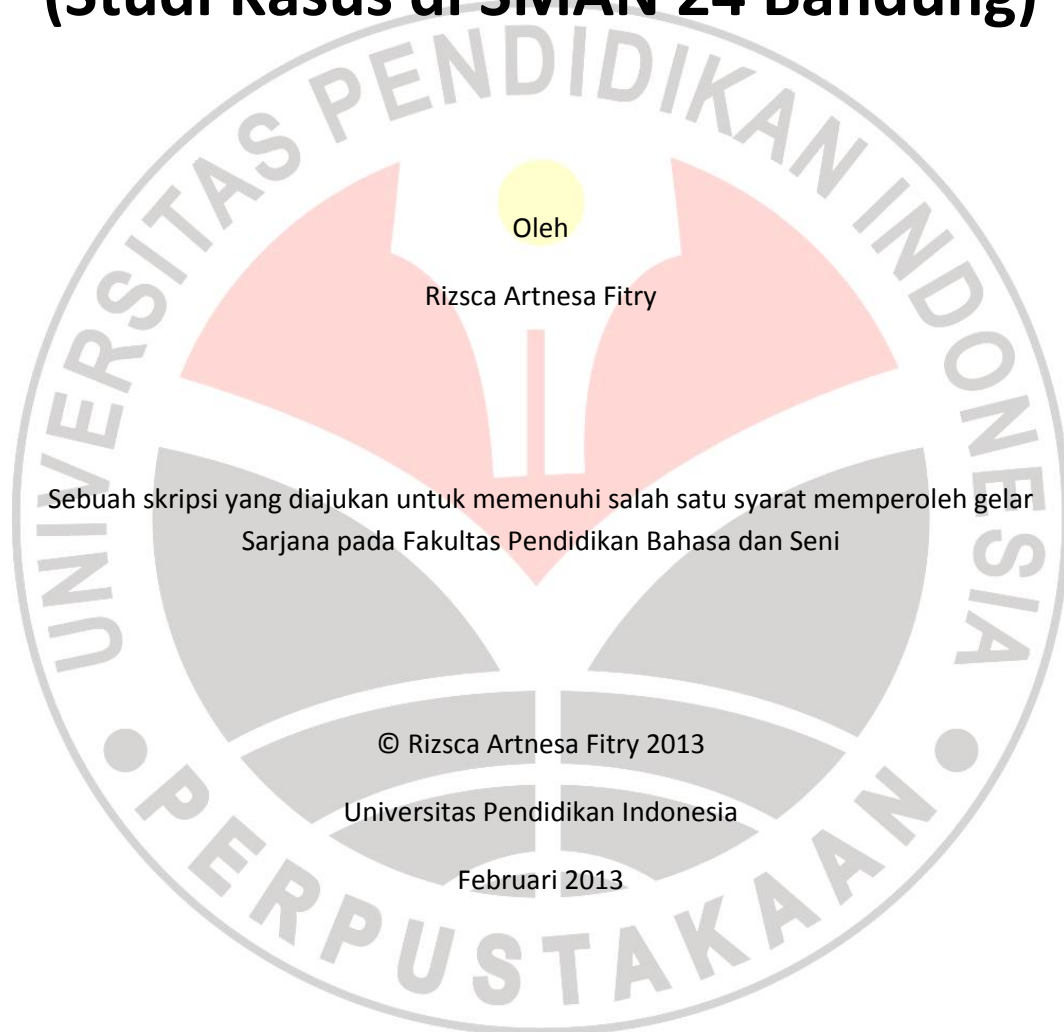 (Studi Kasus di SMAN 24 Bandung)
UNIVERSITAS PENDIDIKAN INDONESIA
Oleh
Rizsca Artnesa Fitry
Sebuah skripsi yang diajukan untuk memenuhi salah satu syarat memperoleh gelar
Sarjana pada Fakultas Pendidikan Bahasa dan Seni
© Rizsca Artnesa Fitry 2013
Universitas Pendidikan Indonesia
Februari 2013
PERPUSTAKAAN